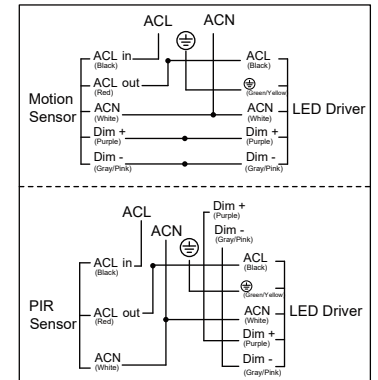 ACL ACN
ACL in ACL
(Black) (Black)
ACL out
(Red) (Green/Yellow)
Motion ACN ACN LED Driver
Sensor (White) (White)
Dim + Dim +
(Purple) (Purple)
Dim - Dim -
(Gray/Pink) (Gray/Pink)
Dim +
(Purple)
ACL
ACN Dim -
(Gray/Pink)
ACL in ACL
(Black) (Black)
(Green/Yellow)
PIR ACL out ACN LED Driver
Sensor (Red) (White)
Dim +
(Purple)
ACN Dim -
(White) (Gray/Pink)